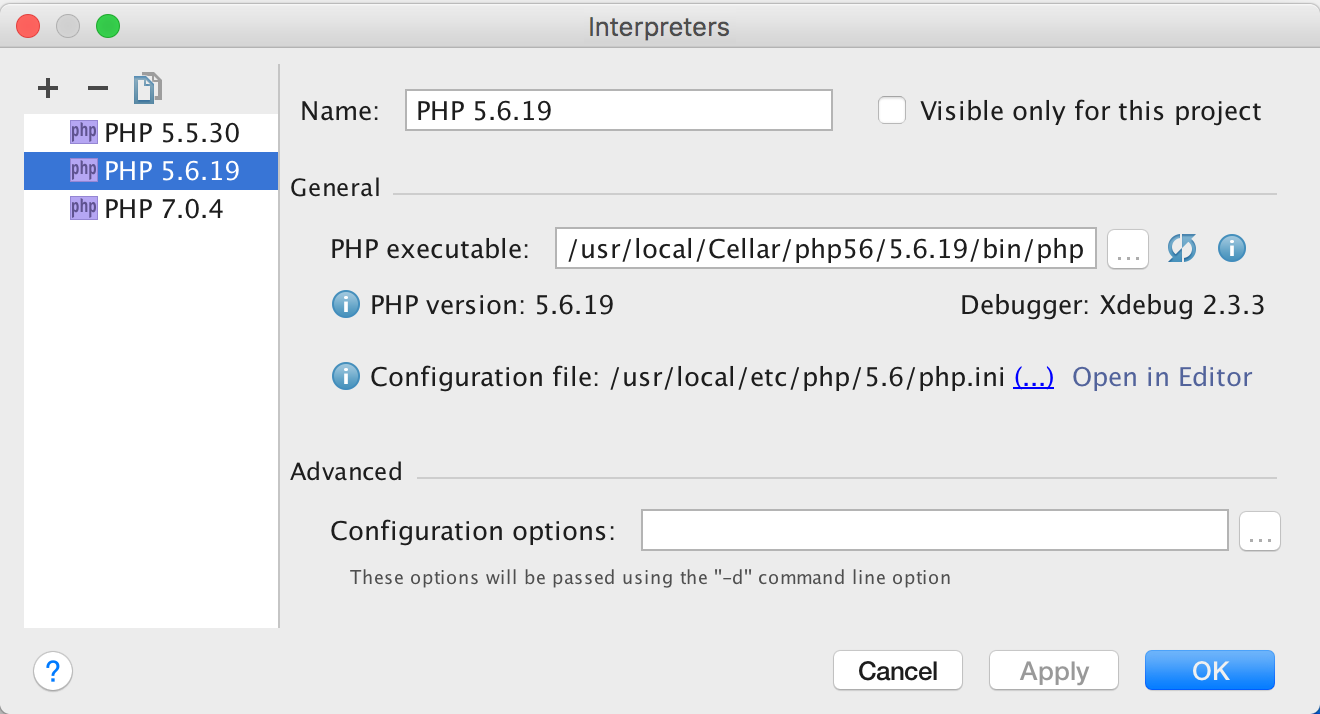 Interpreters
php PHP 5.5.30
php PHP 5.6.19
php PHP 7.0.4
Name: PHP 5.6.19 Visible only for this project
General
PHP executable: /usr/local/Cellar/php56/5.6.19/bin/php ...
PHP version: 5.6.19 Debugger: Xdebug 2.3.3
Configuration file: /usr/local/etc/php/5.6/php.ini (...) Open in Editor
Advanced
Configuration options: ...
These options will be passed using the "-d" command line option
? Cancel Apply OK